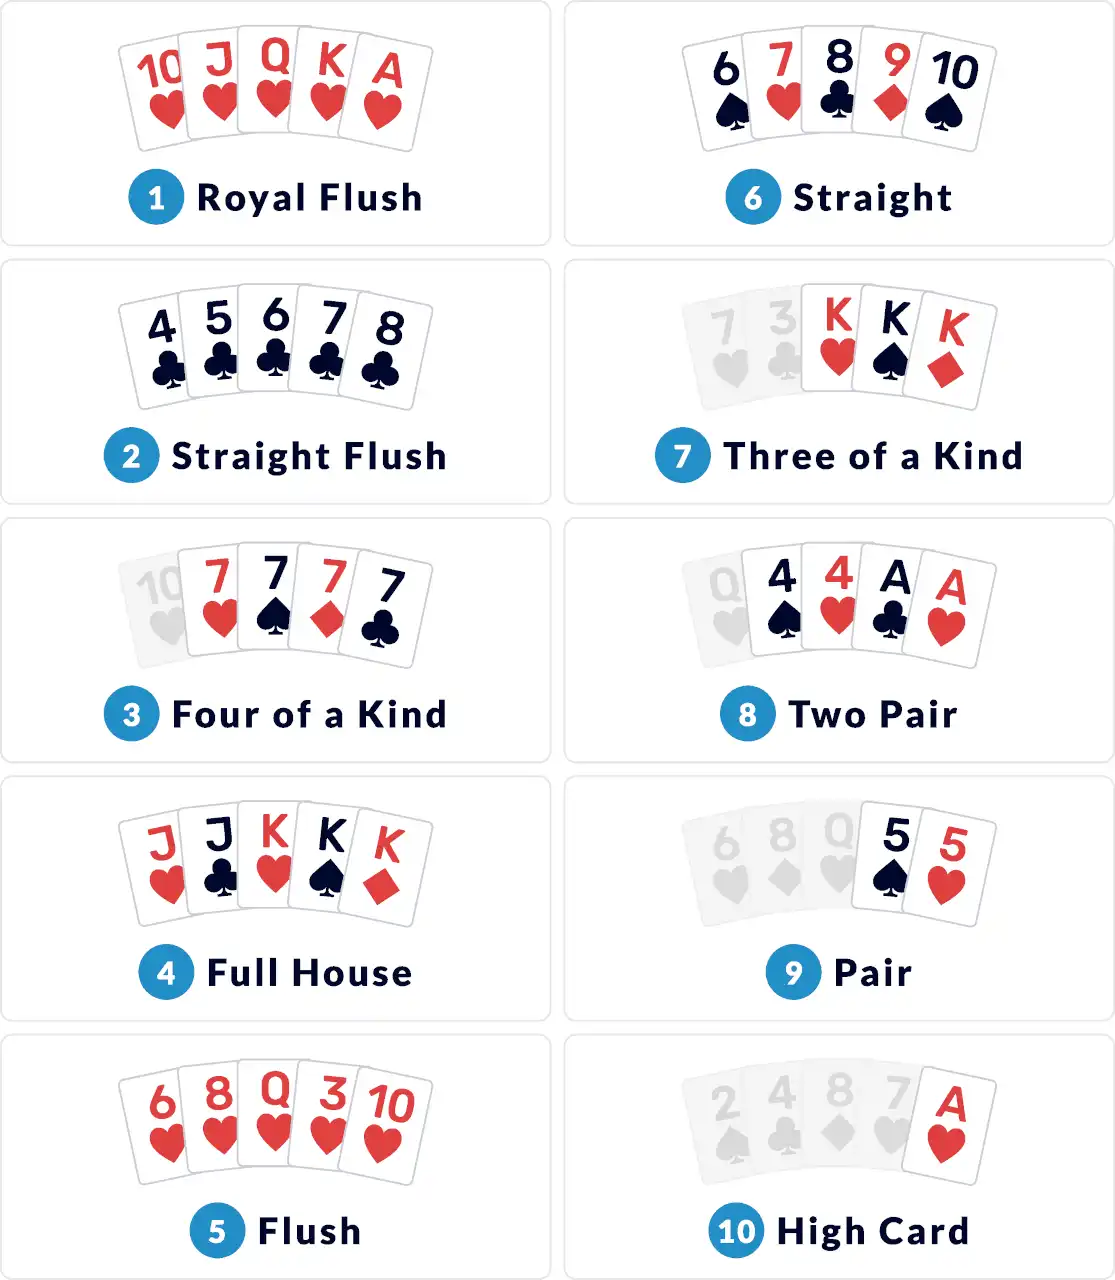 10 J Q K A
1 Royal Flush
4 5 6 7 8
2 Straight Flush
10 7 7 7 7
3 Four of a Kind
J J K K K
4 Full House
6 8 Q 3 10
5 Flush
6 7 8 9 10
6 Straight
7 3 K K K
7 Three of a Kind
Q 4 4 A A
8 Two Pair
6 8 Q 5 5
9 Pair
2 4 8 7 A
10 High Card